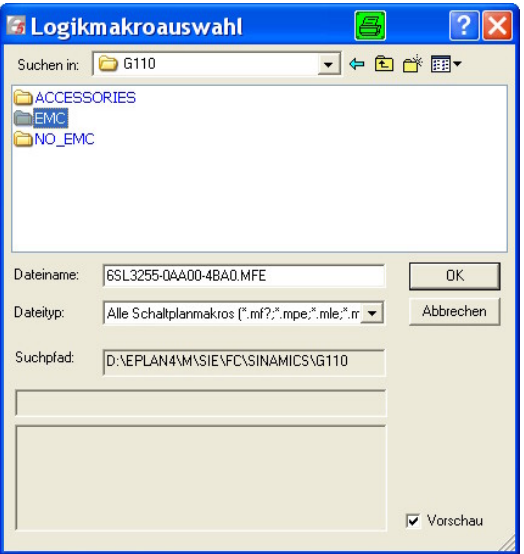 Logikmakroauswahl
Suchen in: G110
ACCESSORIES
EMC
NO_EMC
Dateiname: 6SL3255-0AA00-4BA0.MFE OK
Dateityp: Alle Schaltplanmakros (*.mf?;*.mpe;*.mle;*.m Abbrechen
Suchpfad: D:\EPLAN4\M\SIE\FC\SINAMICS\G110
Vorschau